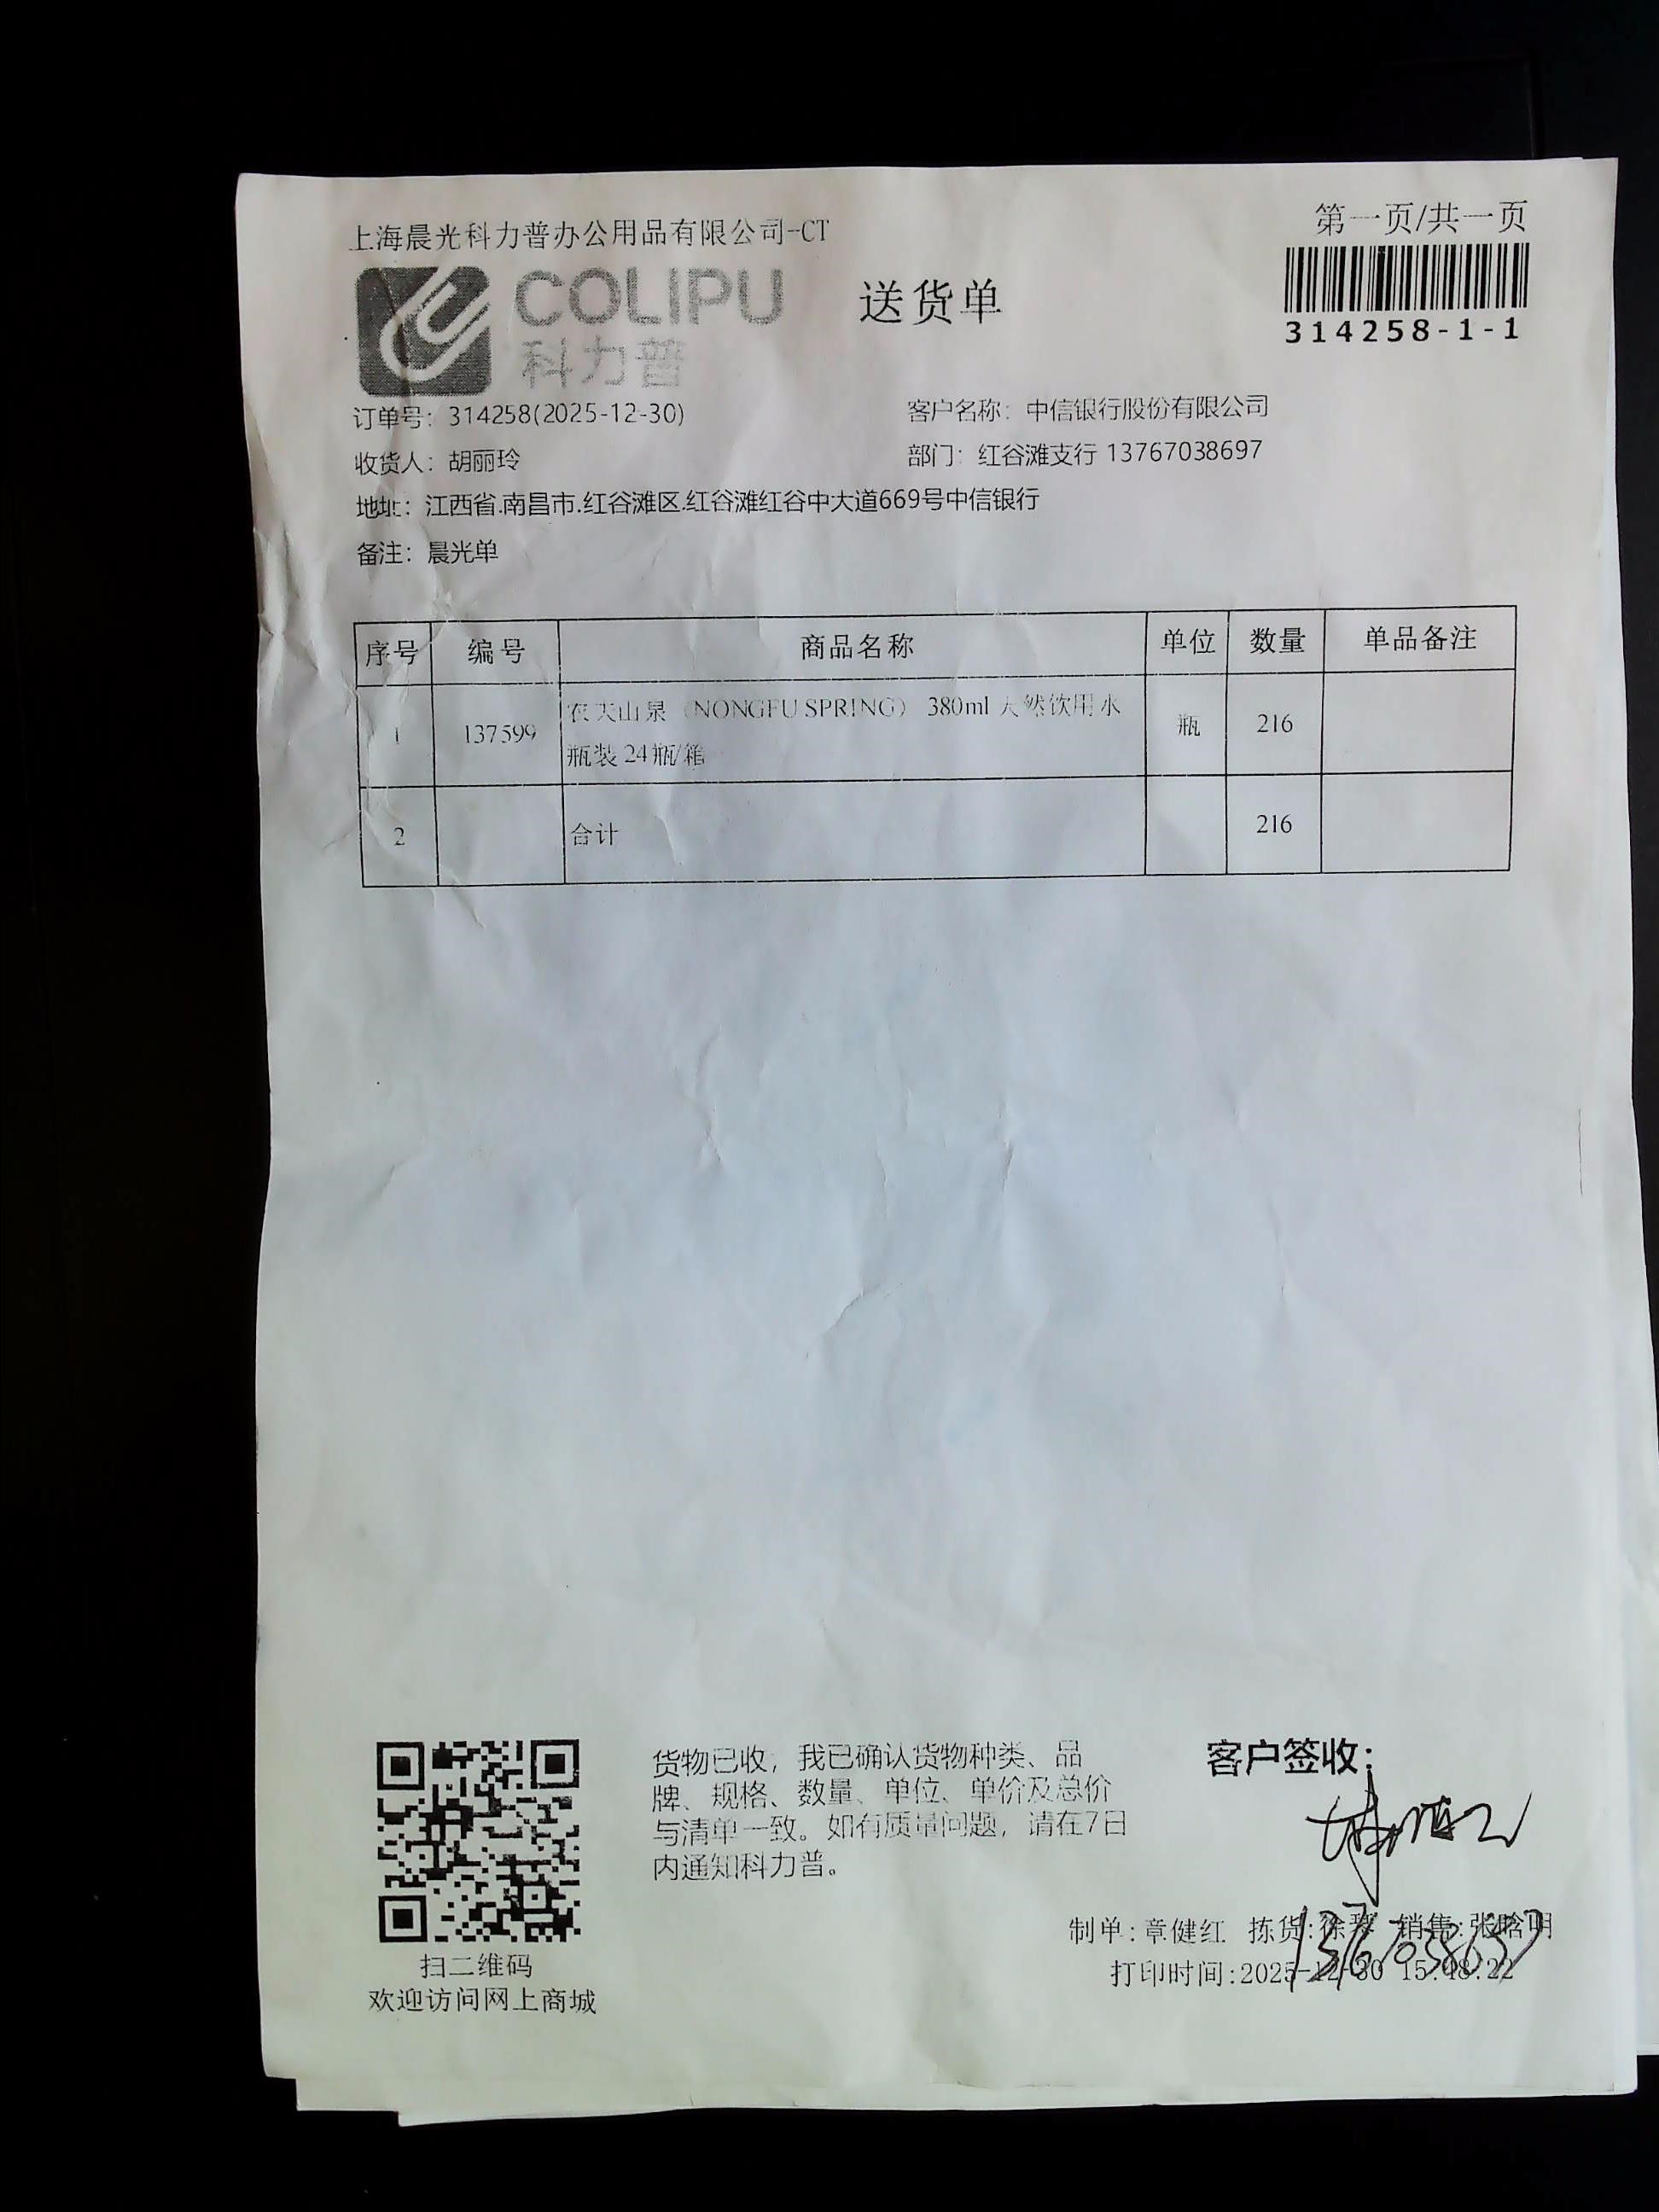 上海晨光科力普办公用品有限公司-CT
第一页/共一页
COLIPU
科力普
送货单
314258-1-1
订单号: 314258(2025-12-30)
客户名称: 中信银行股份有限公司
收货人: 胡丽玲
部门: 红谷滩支行 13767038697
地址: 江西省.南昌市.红谷滩区.红谷滩红谷中大道669号中信银行
备注: 晨光单
序号 编号 商品名称 单位 数量 单品备注
1 137599 农夫山泉（NONGFU SPRING） 380ml 天然饮用水 瓶 216
瓶装 24瓶/箱
2 合计 216
货物已收，我已确认货物种类、品
牌、规格、数量、单位、单价及总价
与清单一致。如有质量问题，请在7日
内通知科力普。
客户签收:
制单:章健红 拣货:徐 销售:张晗明
打印时间:2025-12-30 15:48:22
扫二维码
欢迎访问网上商城